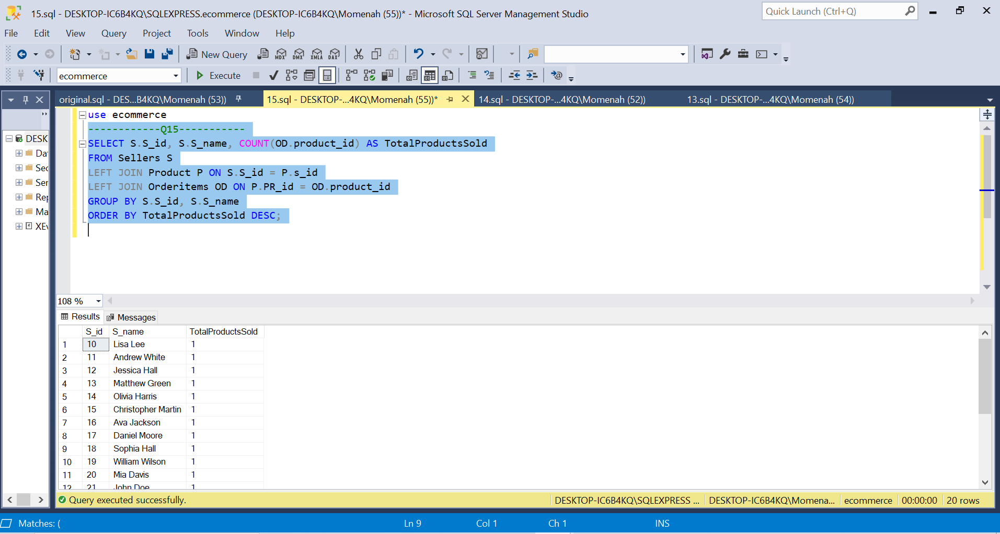 15.sql - DESKTOP-IC6B4KQ\SQLEXPRESS.ecommerce (DESKTOP-IC6B4KQ\Momenah (55))* - Microsoft SQL Server Management Studio
Quick Launch (Ctrl+Q)
File Edit View Query Project Tools Window Help
New Query MDX DMX XMLA DAX
ecommerce Execute
original.sql - DES...B4KQ\Momenah (53)) 15.sql - DESKTOP-...4KQ\Momenah (55))* 14.sql - DESKTOP-...4KQ\Momenah (52)) 13.sql - DESKTOP-...4KQ\Momenah (54))
DESK
Dat
Sec
Ser
Rep
Ma
XEv
use ecommerce
------------Q15-----------
SELECT S.S_id, S.S_name, COUNT(OD.product_id) AS TotalProductsSold
FROM Sellers S
LEFT JOIN Product P ON S.S_id = P.s_id
LEFT JOIN Orderitems OD ON P.PR_id = OD.product_id
GROUP BY S.S_id, S.S_name
ORDER BY TotalProductsSold DESC;
108 %
Results Messages
S_id S_name TotalProductsSold
1 10 Lisa Lee 1
2 11 Andrew White 1
3 12 Jessica Hall 1
4 13 Matthew Green 1
5 14 Olivia Harris 1
6 15 Christopher Martin 1
7 16 Ava Jackson 1
8 17 Daniel Moore 1
9 18 Sophia Hall 1
10 19 William Wilson 1
11 20 Mia Davis 1
12 21 John Doe 1
Query executed successfully. DESKTOP-IC6B4KQ\SQLEXPRESS ... DESKTOP-IC6B4KQ\Momena... ecommerce 00:00:00 20 rows
Matches: ( Ln 9 Col 1 Ch 1 INS